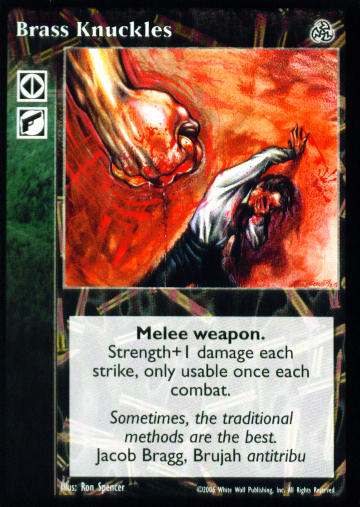 Brass Knuckles
Melee weapon.
Strength+1 damage each
strike, only usable once each
combat.
Sometimes, the traditional
methods are the best.
Jacob Bragg, Brujah antitribu
Illus: Ron Spencer
©2006 White Wolf Publishing, Inc. All Rights Reserved.